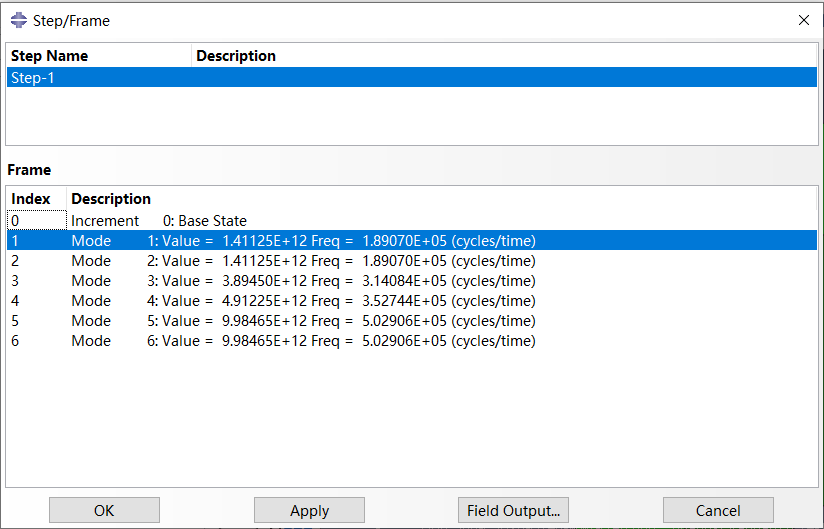 Step/Frame
Step Name Description
Step-1
Frame
Index Description
0 Increment 0: Base State
1 Mode 1: Value = 1.41125E+12 Freq = 1.89070E+05 (cycles/time)
2 Mode 2: Value = 1.41125E+12 Freq = 1.89070E+05 (cycles/time)
3 Mode 3: Value = 3.89450E+12 Freq = 3.14084E+05 (cycles/time)
4 Mode 4: Value = 4.91225E+12 Freq = 3.52744E+05 (cycles/time)
5 Mode 5: Value = 9.98465E+12 Freq = 5.02906E+05 (cycles/time)
6 Mode 6: Value = 9.98465E+12 Freq = 5.02906E+05 (cycles/time)
OK Apply Field Output... Cancel